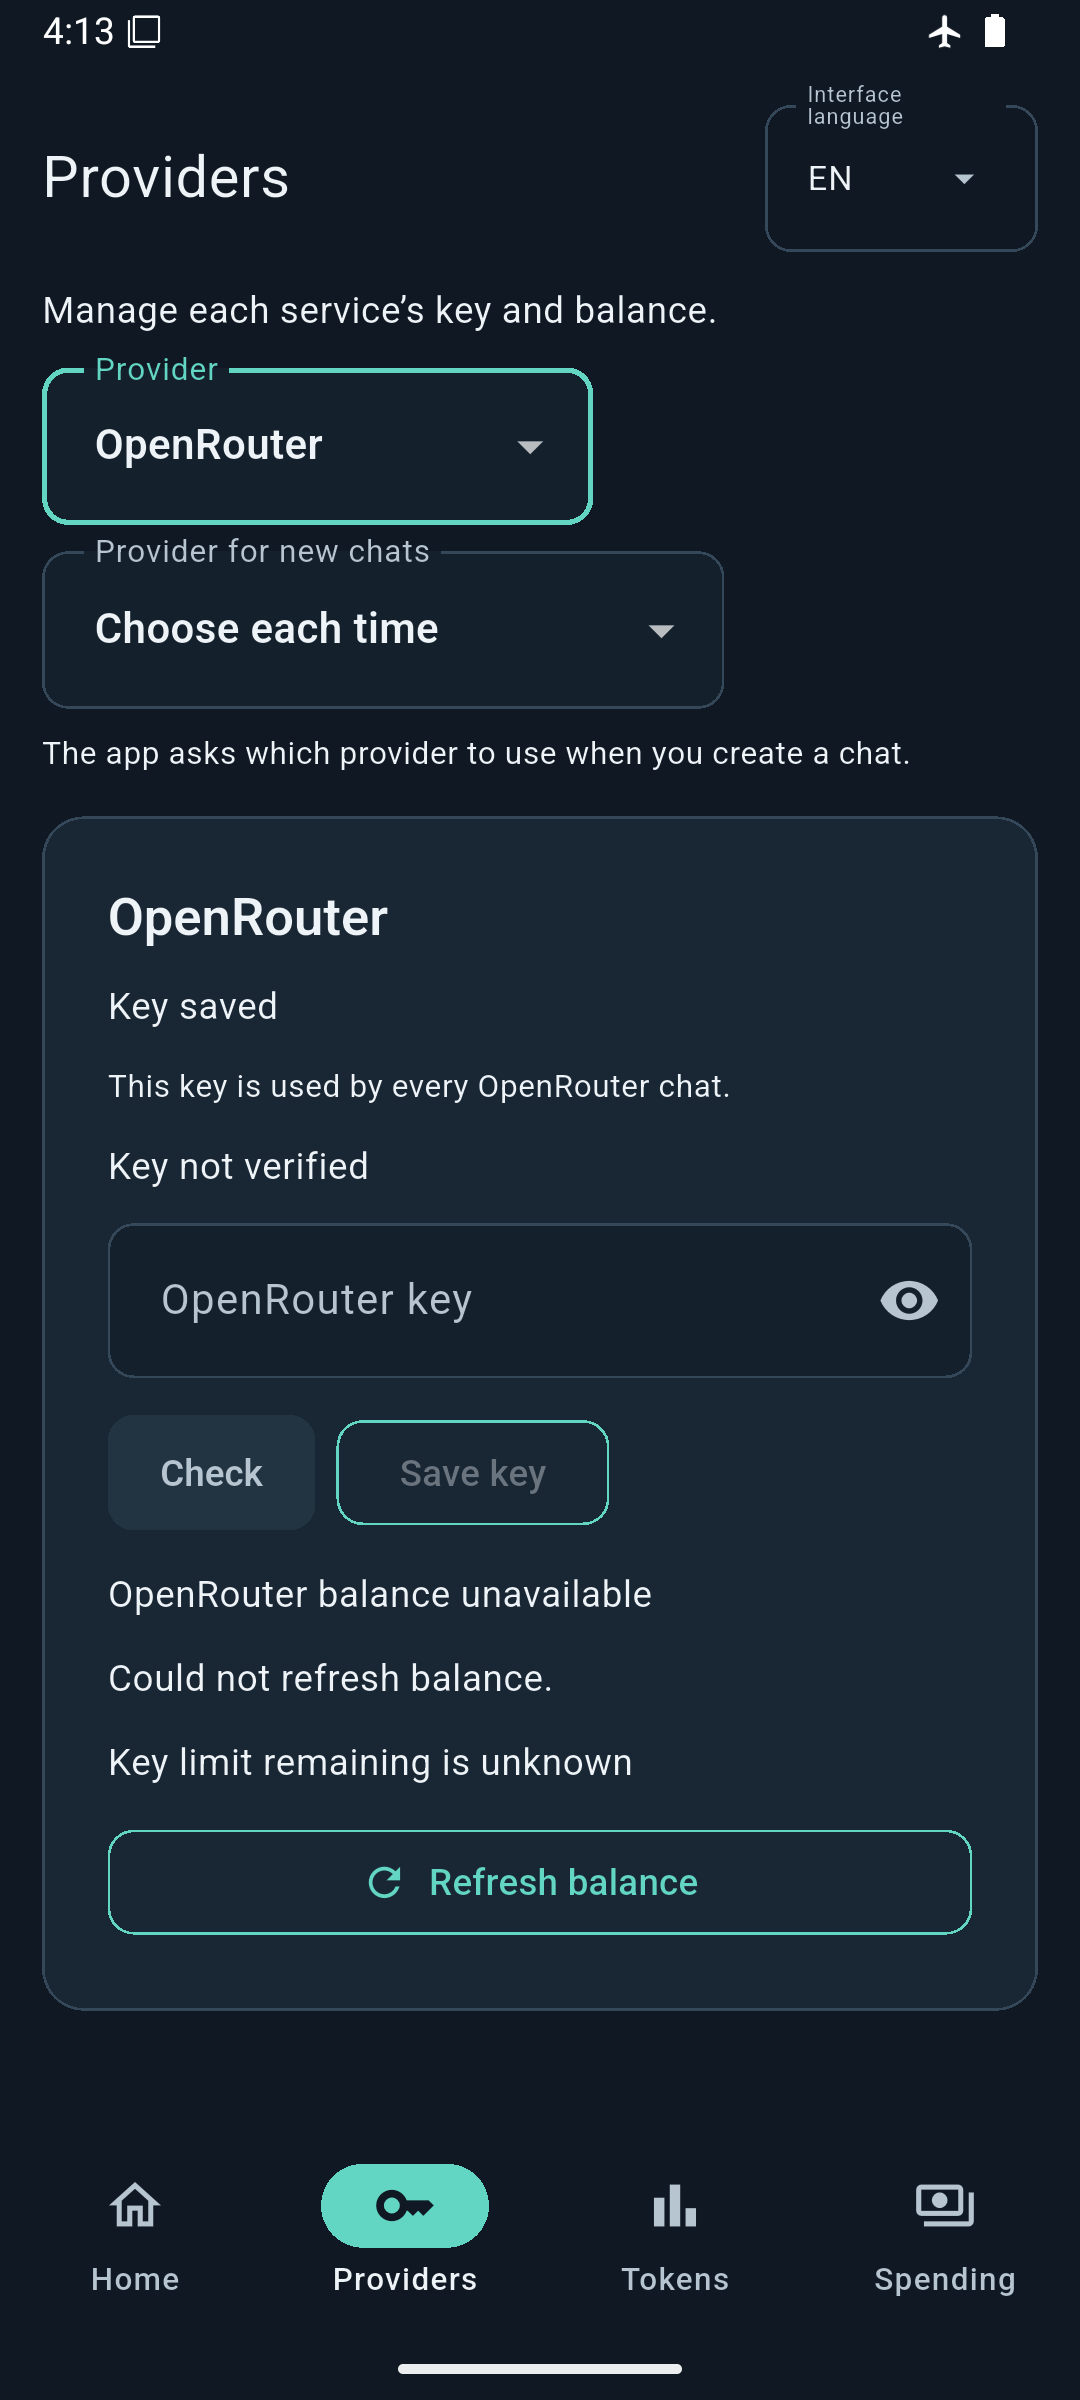 4:13
Interface
language
Providers
EN
Manage each service’s key and balance.
Provider
OpenRouter
Provider for new chats
Choose each time
The app asks which provider to use when you create a chat.
OpenRouter
Key saved
This key is used by every OpenRouter chat.
Key not verified
OpenRouter key
Check
Save key
OpenRouter balance unavailable
Could not refresh balance.
Key limit remaining is unknown
Refresh balance
Home
Providers
Tokens
Spending